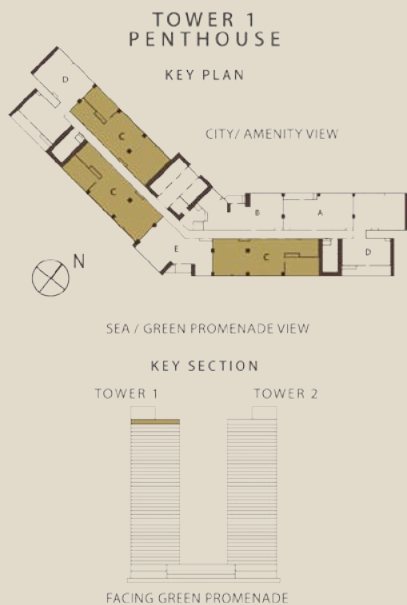 TOWER 1
PENTHOUSE
KEY PLAN
D
C
CITY/ AMENITY VIEW
C
B
A
E
C
D
N
SEA / GREEN PROMENADE VIEW
KEY SECTION
TOWER 1
TOWER 2
FACING GREEN PROMENADE